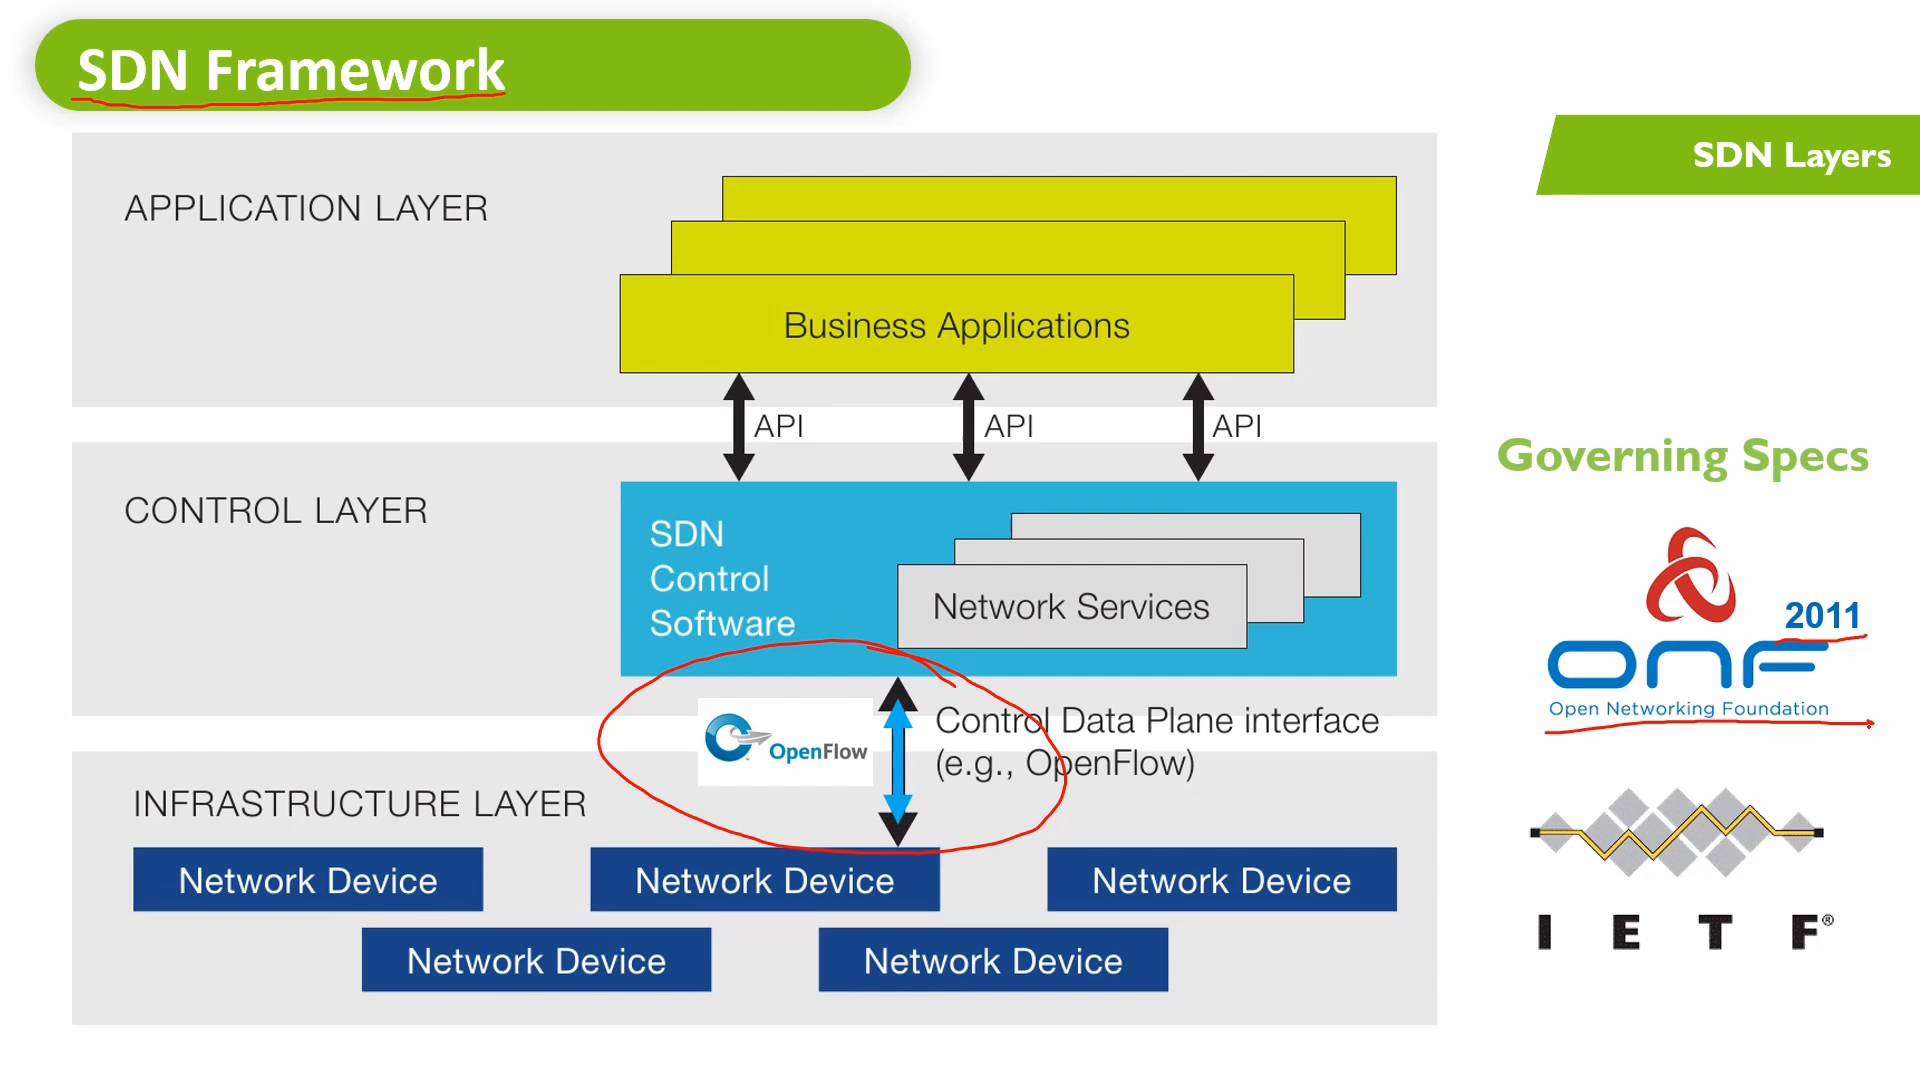 SDN Framework
SDN Layers
APPLICATION LAYER
Business Applications
API API API
CONTROL LAYER
SDN
Control
Software
Network Services
OpenFlow
Control Data Plane interface
(e.g., OpenFlow)
INFRASTRUCTURE LAYER
Network Device Network Device Network Device
Network Device Network Device
Governing Specs
2011
ONF
Open Networking Foundation
I E T F®